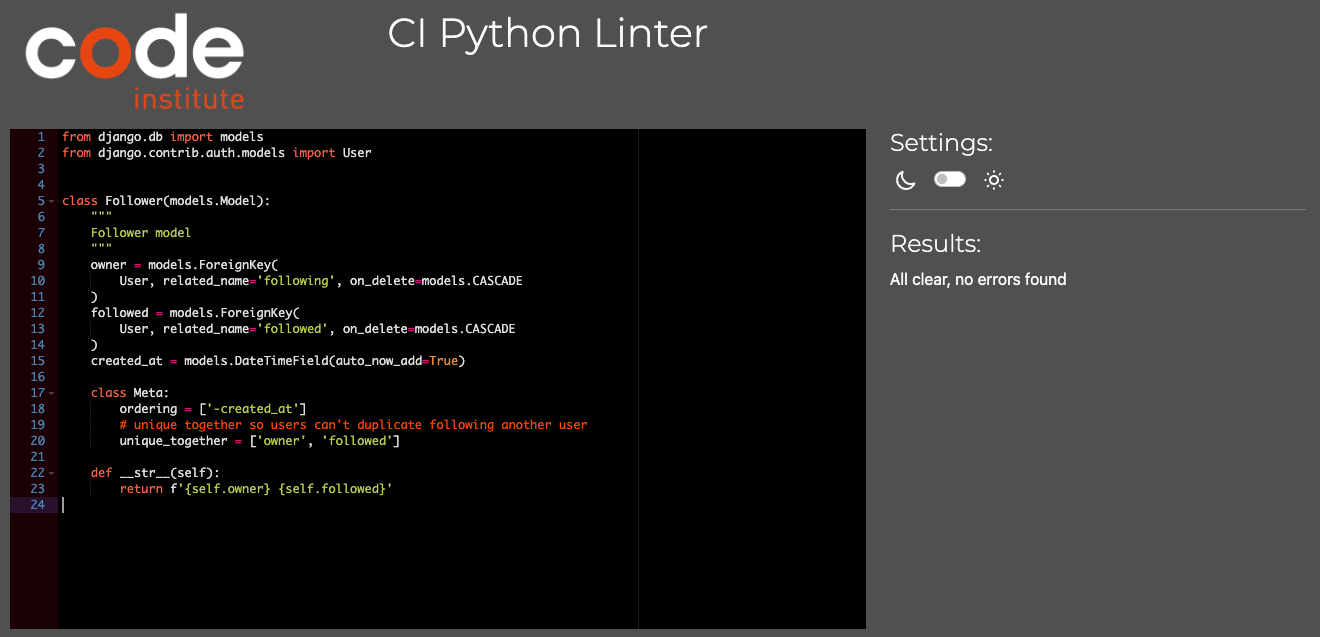 code
institute
CI Python Linter
1 from django.db import models
2 from django.contrib.auth.models import User
3
4
5 class Follower(models.Model):
6     """
7     Follower model
8     """
9     owner = models.ForeignKey(
10         User, related_name='following', on_delete=models.CASCADE
11     )
12     followed = models.ForeignKey(
13         User, related_name='followed', on_delete=models.CASCADE
14     )
15     created_at = models.DateTimeField(auto_now_add=True)
16
17     class Meta:
18         ordering = ['-created_at']
19         # unique together so users can't duplicate following another user
20         unique_together = ['owner', 'followed']
21
22     def __str__(self):
23         return f'{self.owner} {self.followed}'
24
Settings:
Results:
All clear, no errors found